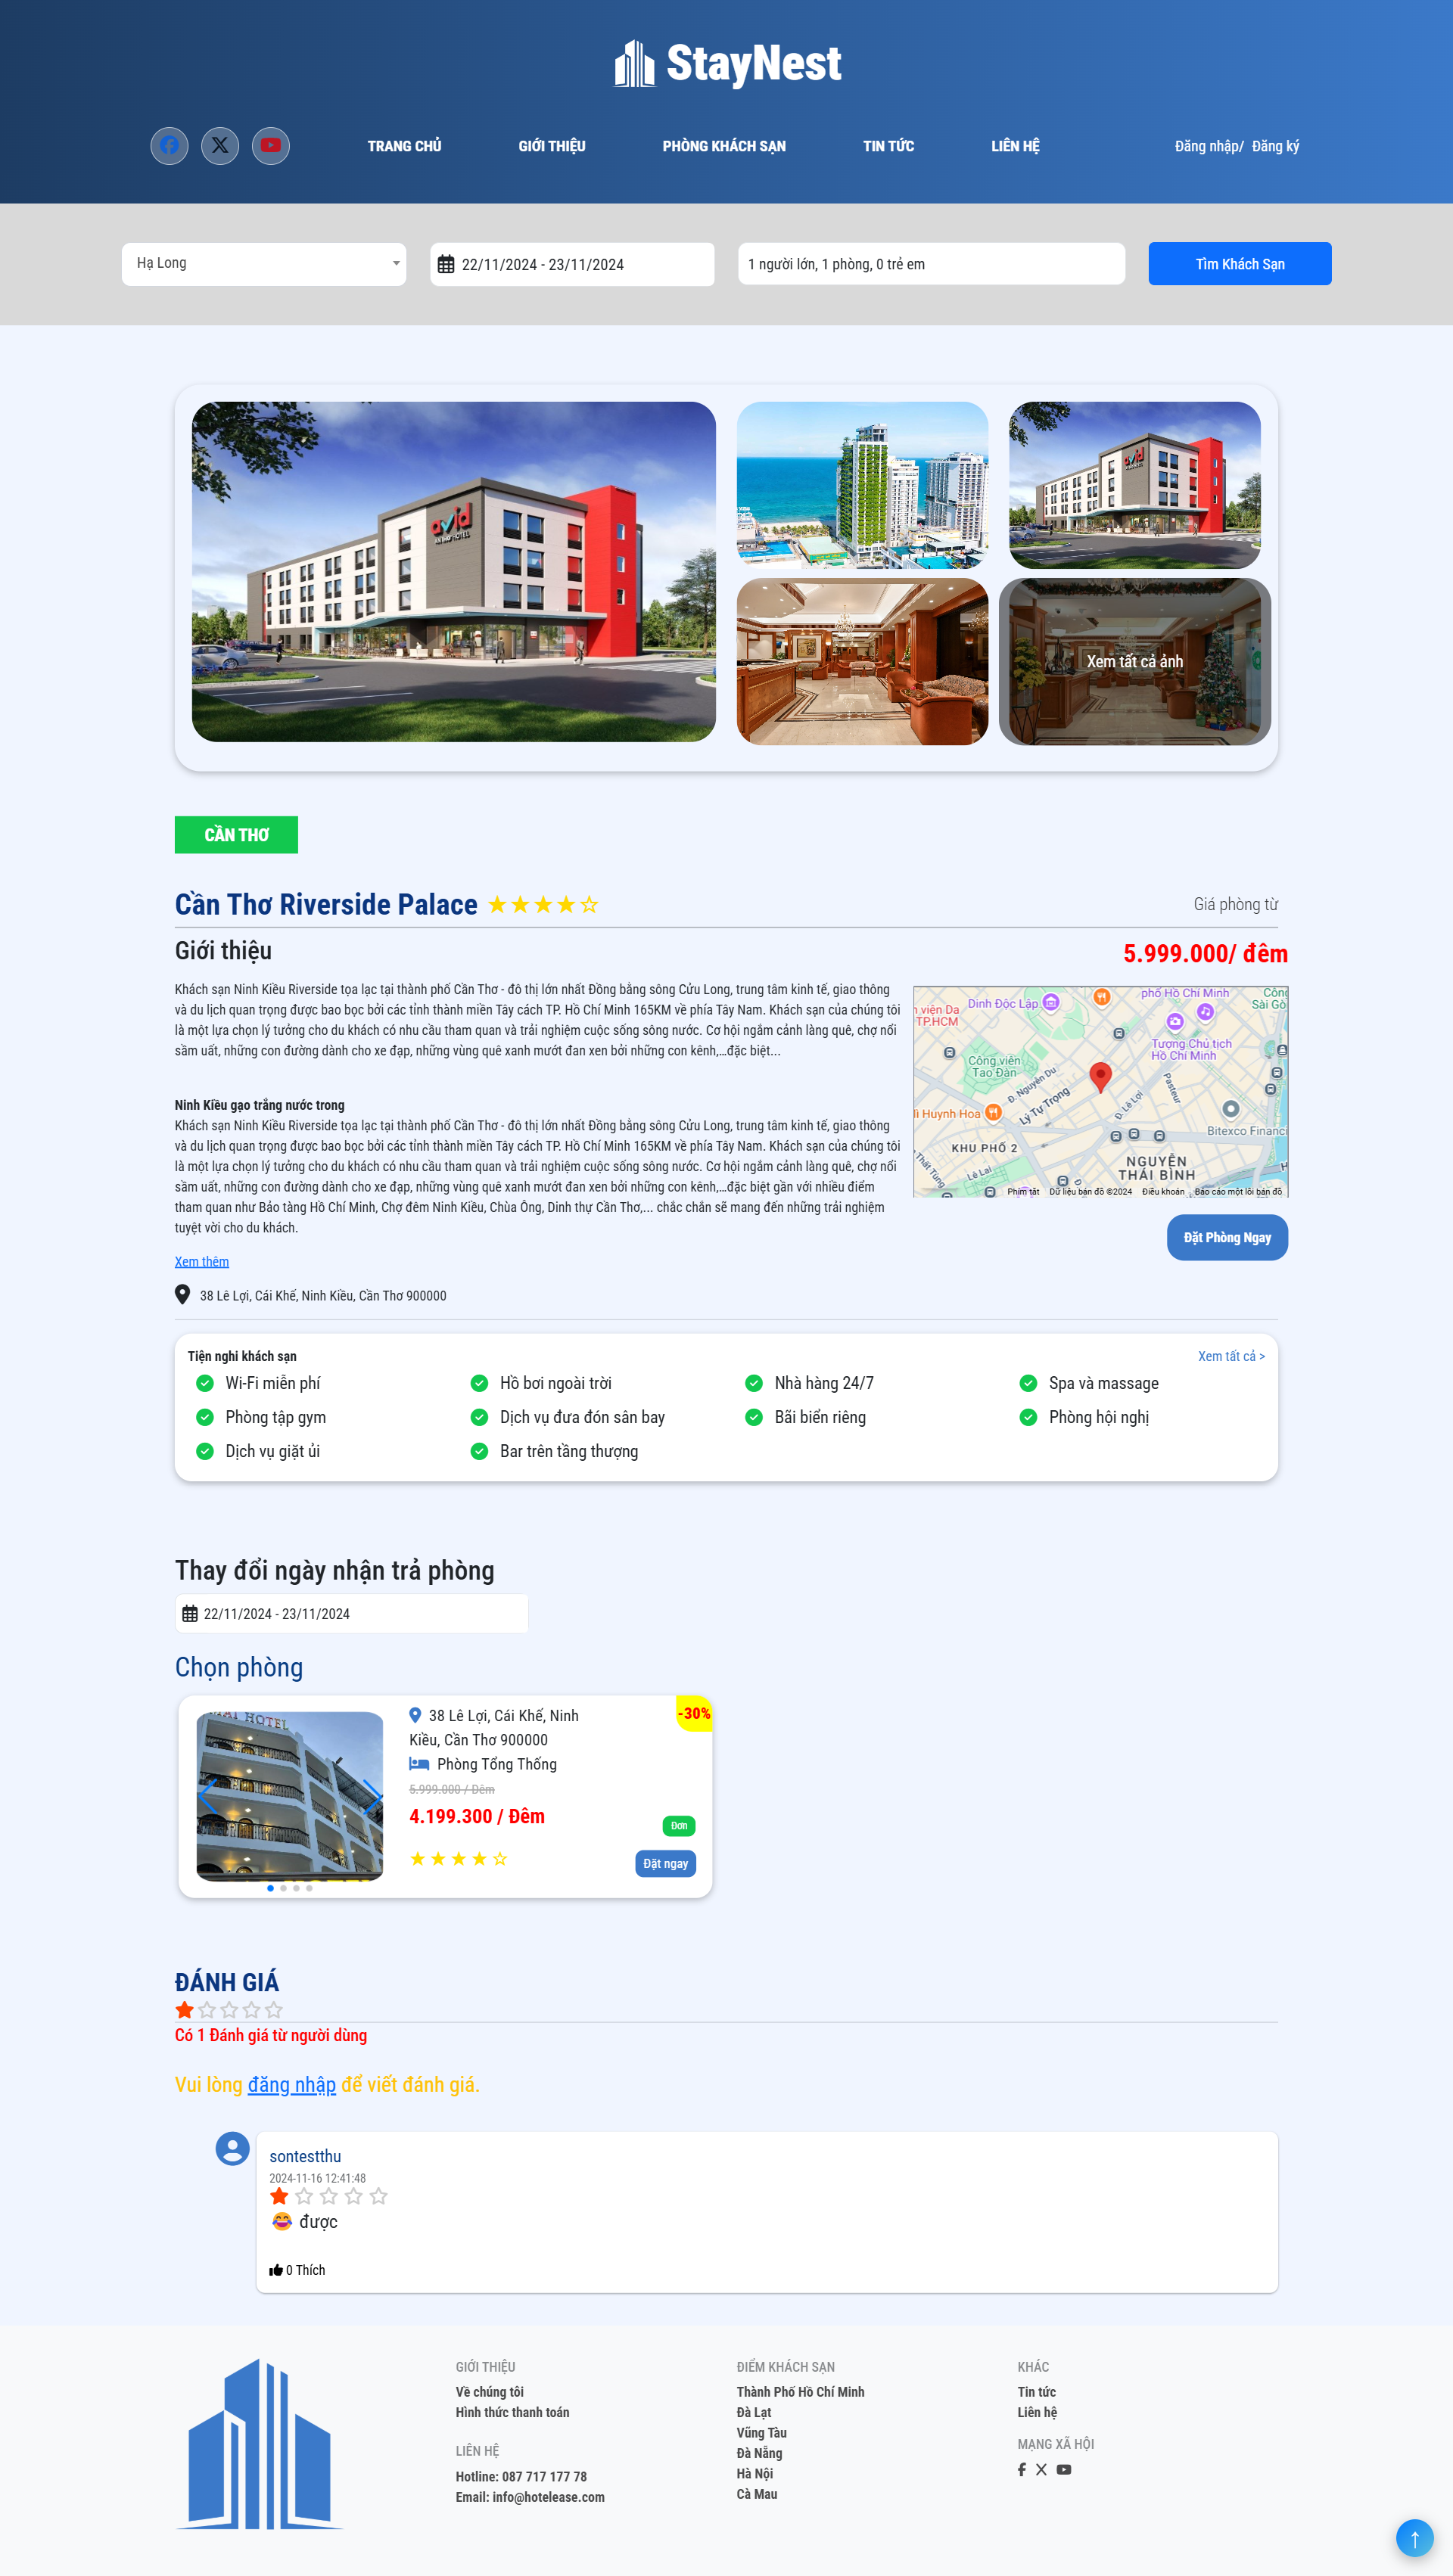 StayNest
TRANG CHỦ
GIỚI THIỆU
PHÒNG KHÁCH SẠN
TIN TỨC
LIÊN HỆ
Đăng nhập/ Đăng ký
Hạ Long
22/11/2024 - 23/11/2024
1 người lớn, 1 phòng, 0 trẻ em
Tìm Khách Sạn
avid
avid
Xem tất cả ảnh
CẦN THƠ
Cần Thơ Riverside Palace ★★★★☆
Giá phòng từ
Giới thiệu
5.999.000/ đêm
Khách sạn Ninh Kiều Riverside tọa lạc tại thành phố Cần Thơ - đô thị lớn nhất Đồng bằng sông Cửu Long, trung tâm kinh tế, giao thông
và du lịch quan trọng được bao bọc bởi các tỉnh thành miền Tây cách TP. Hồ Chí Minh 165KM về phía Tây Nam. Khách sạn của chúng tôi
là một lựa chọn lý tưởng cho du khách có nhu cầu tham quan và trải nghiệm cuộc sống sông nước. Cơ hội ngắm cảnh làng quê, chợ nổi
sầm uất, những con đường dành cho xe đạp, những vùng quê xanh mướt đan xen bởi những con kênh,...đặc biệt...
Ninh Kiều gạo trắng nước trong
Khách sạn Ninh Kiều Riverside tọa lạc tại thành phố Cần Thơ - đô thị lớn nhất Đồng bằng sông Cửu Long, trung tâm kinh tế, giao thông
và du lịch quan trọng được bao bọc bởi các tỉnh thành miền Tây cách TP. Hồ Chí Minh 165KM về phía Tây Nam. Khách sạn của chúng tôi
là một lựa chọn lý tưởng cho du khách có nhu cầu tham quan và trải nghiệm cuộc sống sông nước. Cơ hội ngắm cảnh làng quê, chợ nổi
sầm uất, những con đường dành cho xe đạp, những vùng quê xanh mướt đan xen bởi những con kênh,...đặc biệt gần với nhiều điểm
tham quan như Bảo tàng Hồ Chí Minh, Chợ đêm Ninh Kiều, Chùa Ông, Dinh thự Cần Thơ,... chắc chắn sẽ mang đến những trải nghiệm
tuyệt vời cho du khách.
Xem thêm
38 Lê Lợi, Cái Khế, Ninh Kiều, Cần Thơ 900000
Dinh Độc Lập
phố Hồ Chí Minh
Công
Sài Gò
n viện Da
TP.HCM
Tượng Chủ tịch
Hồ Chí Minh
Công viên
Tao Đàn
Đ. Nguyễn Du
Pasteur
Lý Tự Trọng
Đ. Lê Lợi
ì Huynh Hoa
Bitexco Financi
KHU PHỐ 2
Lê Lai
NGUYỄN
THÁI BÌNH
Phím tắt
Dữ liệu bản đồ ©2024
Điều khoản
Báo cáo một lỗi bản đồ
Đặt Phòng Ngay
Tiện nghi khách sạn
Xem tất cả >
Wi-Fi miễn phí
Hồ bơi ngoài trời
Nhà hàng 24/7
Spa và massage
Phòng tập gym
Dịch vụ đưa đón sân bay
Bãi biển riêng
Phòng hội nghị
Dịch vụ giặt ủi
Bar trên tầng thượng
Thay đổi ngày nhận trả phòng
22/11/2024 - 23/11/2024
Chọn phòng
HOTEL
38 Lê Lợi, Cái Khế, Ninh
Kiều, Cần Thơ 900000
-30%
Phòng Tổng Thống
5.999.000 / Đêm
4.199.300 / Đêm
Đơn
★★★★☆
Đặt ngay
ĐÁNH GIÁ
Có 1 Đánh giá từ người dùng
Vui lòng đăng nhập để viết đánh giá.
sontestthu
2024-11-16 12:41:48
😂 được
0 Thích
GIỚI THIỆU
Về chúng tôi
Hình thức thanh toán
LIÊN HỆ
Hotline: 087 717 177 78
Email: info@hotelease.com
ĐIỂM KHÁCH SẠN
Thành Phố Hồ Chí Minh
Đà Lạt
Vũng Tàu
Đà Nẵng
Hà Nội
Cà Mau
KHÁC
Tin tức
Liên hệ
MẠNG XÃ HỘI
↑